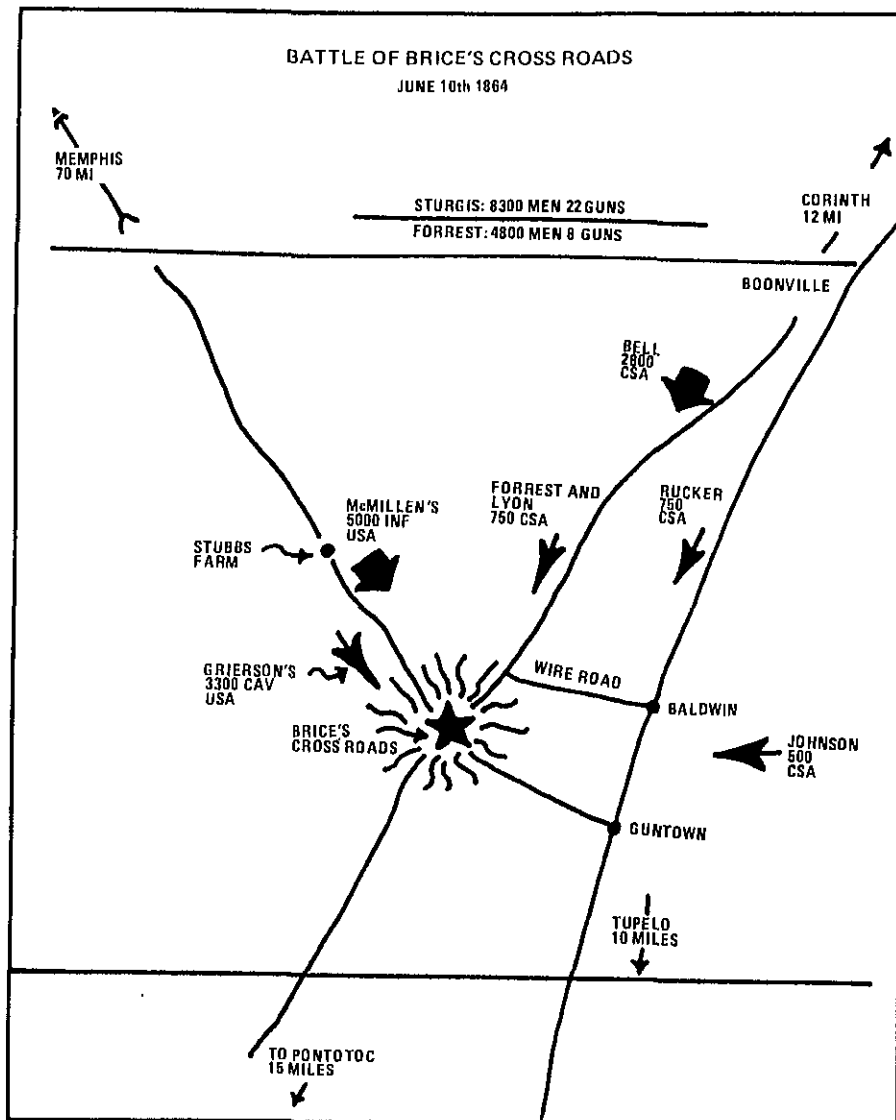 BATTLE OF BRICE'S CROSS ROADS
JUNE 10th 1864
MEMPHIS
70 MI
CORINTH
12 MI
STURGIS: 8300 MEN 22 GUNS
FORREST: 4800 MEN 8 GUNS
BOONVILLE
BELL
2800
CSA
McMILLEN'S
5000 INF
USA
FORREST AND
LYON
750 CSA
RUCKER
750
CSA
STUBBS
FARM
GRIERSON'S
3300 CAV
USA
WIRE ROAD
BALDWIN
BRICE'S
CROSS ROADS
JOHNSON
500
CSA
GUNTOWN
TUPELO
10 MILES
TO PONTOTOC
15 MILES